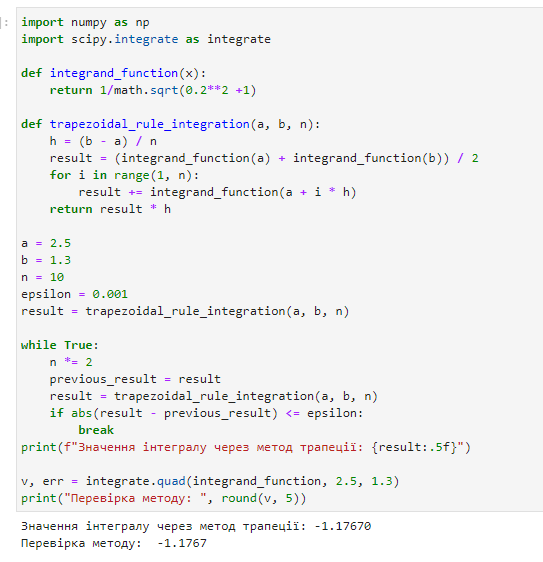 ]:
import numpy as np
import scipy.integrate as integrate

def integrand_function(x):
    return 1/math.sqrt(0.2**2 +1)

def trapezoidal_rule_integration(a, b, n):
    h = (b - a) / n
    result = (integrand_function(a) + integrand_function(b)) / 2
    for i in range(1, n):
        result += integrand_function(a + i * h)
    return result * h

a = 2.5
b = 1.3
n = 10
epsilon = 0.001
result = trapezoidal_rule_integration(a, b, n)

while True:
    n *= 2
    previous_result = result
    result = trapezoidal_rule_integration(a, b, n)
    if abs(result - previous_result) <= epsilon:
        break
print(f"Значення інтегралу через метод трапеції: {result:.5f}")

v, err = integrate.quad(integrand_function, 2.5, 1.3)
print("Перевірка методу: ", round(v, 5))

Значення інтегралу через метод трапеції: -1.17670
Перевірка методу:  -1.1767